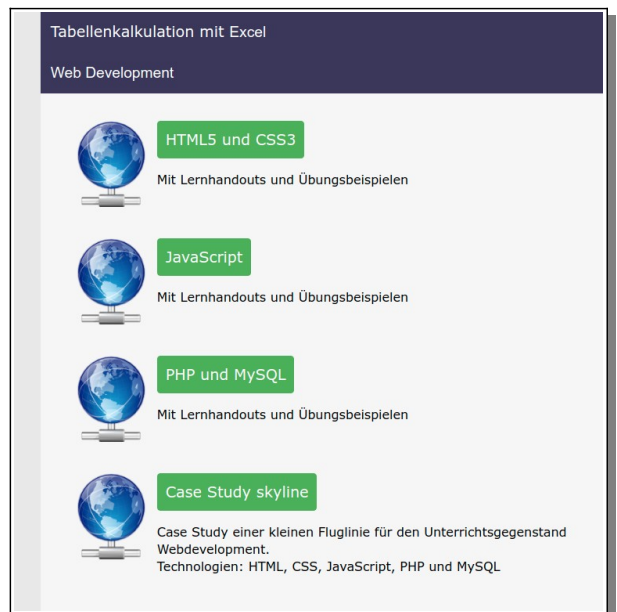 Tabellenkalkulation mit Excel
Web Development
HTML5 und CSS3
Mit Lernhandouts und Übungsbeispielen
JavaScript
Mit Lernhandouts und Übungsbeispielen
PHP und MySQL
Mit Lernhandouts und Übungsbeispielen
Case Study skyline
Case Study einer kleinen Fluglinie für den Unterrichtsgegenstand
Webdevelopment.
Technologien: HTML, CSS, JavaScript, PHP und MySQL